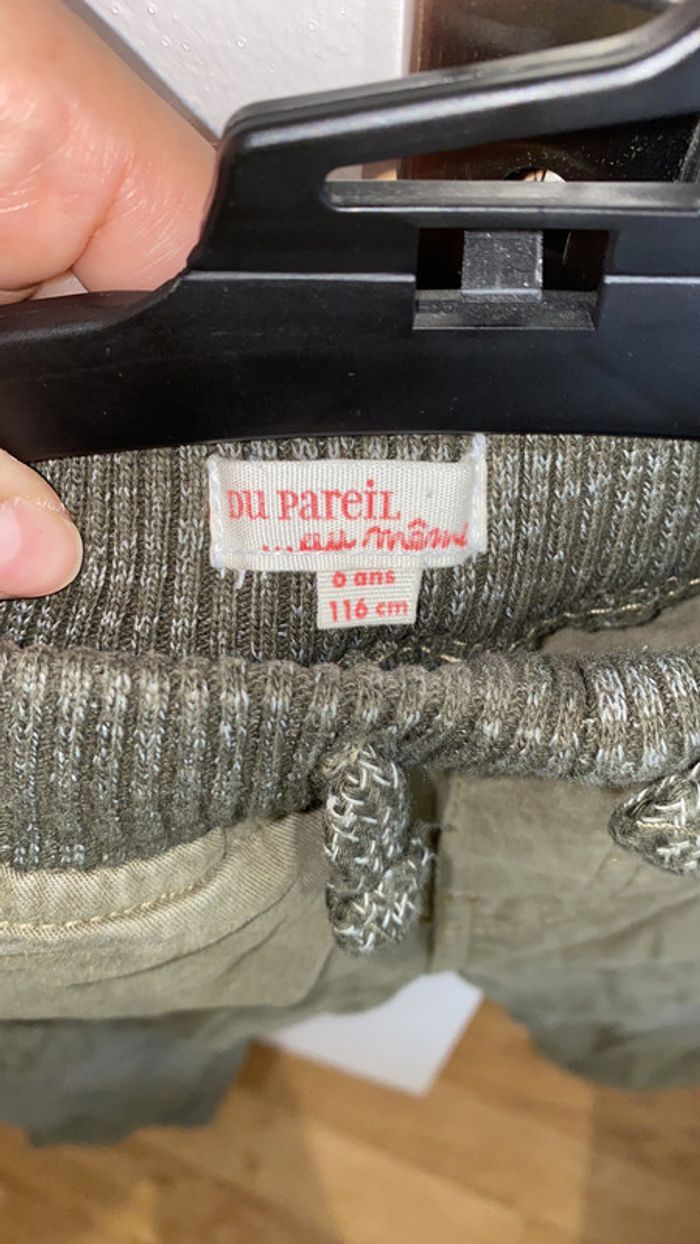 DU PAREIL
...au même
6 ans
116 cm